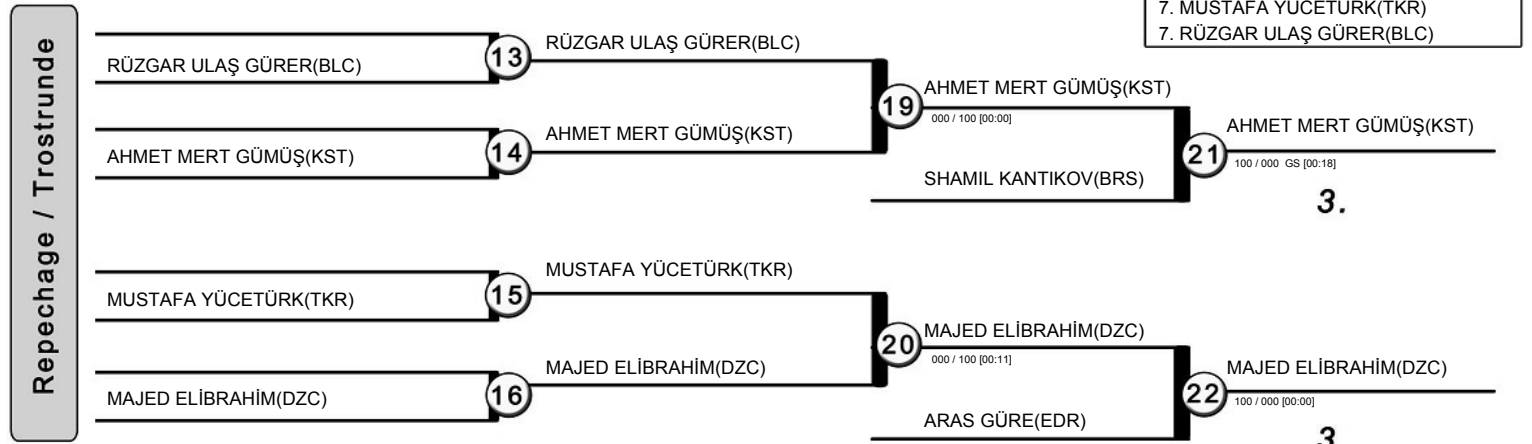 7. MUSTAFA YÜCETÜRK(TKR)
7. RÜZGAR ULAŞ GÜRER(BLC)
Repechage / Trostrunde
RÜZGAR ULAŞ GÜRER(BLC)
13
RÜZGAR ULAŞ GÜRER(BLC)
AHMET MERT GÜMÜŞ(KST)
14
AHMET MERT GÜMÜŞ(KST)
19
AHMET MERT GÜMÜŞ(KST)
000 / 100 [00:00]
SHAMIL KANTIKOV(BRS)
21
AHMET MERT GÜMÜŞ(KST)
100 / 000 GS [00:18]
3.
MUSTAFA YÜCETÜRK(TKR)
15
MUSTAFA YÜCETÜRK(TKR)
MAJED ELİBRAHİM(DZC)
16
MAJED ELİBRAHİM(DZC)
20
MAJED ELİBRAHİM(DZC)
000 / 100 [00:11]
ARAS GÜRE(EDR)
22
MAJED ELİBRAHİM(DZC)
100 / 000 [00:00]
3